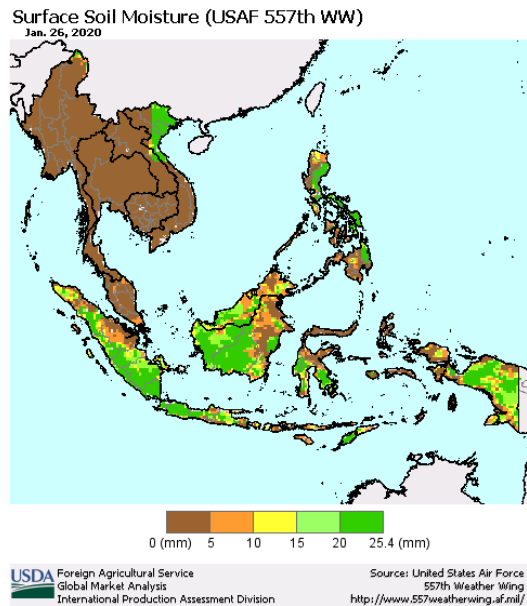 Surface Soil Moisture (USAF 557th WW)
Jan. 26, 2020
0 (mm) 5 10 15 20 25.4 (mm)
USDA Foreign Agricultural Service
Global Market Analysis
International Production Assessment Division
Source: United States Air Force
557th Weather Wing
http://www.557weatherwing.af.mil/